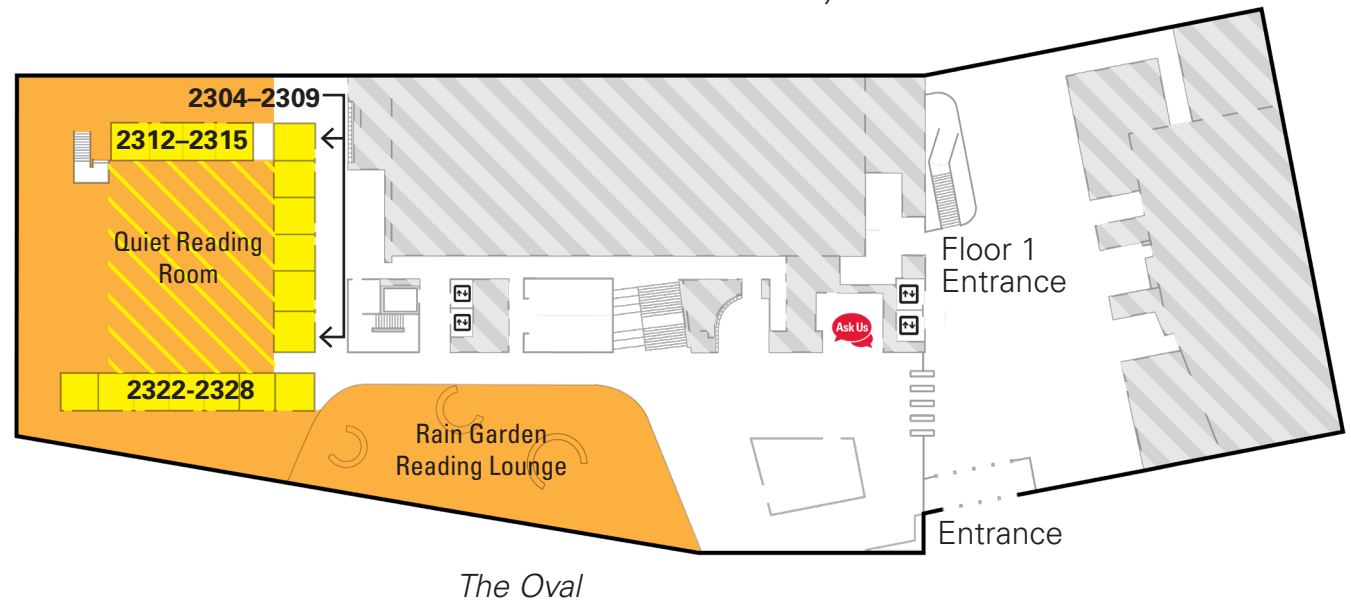 2304–2309
2312–2315
Quiet Reading
Room
Floor 1
Entrance
Ask Us
2322-2328
Rain Garden
Reading Lounge
Entrance
The Oval